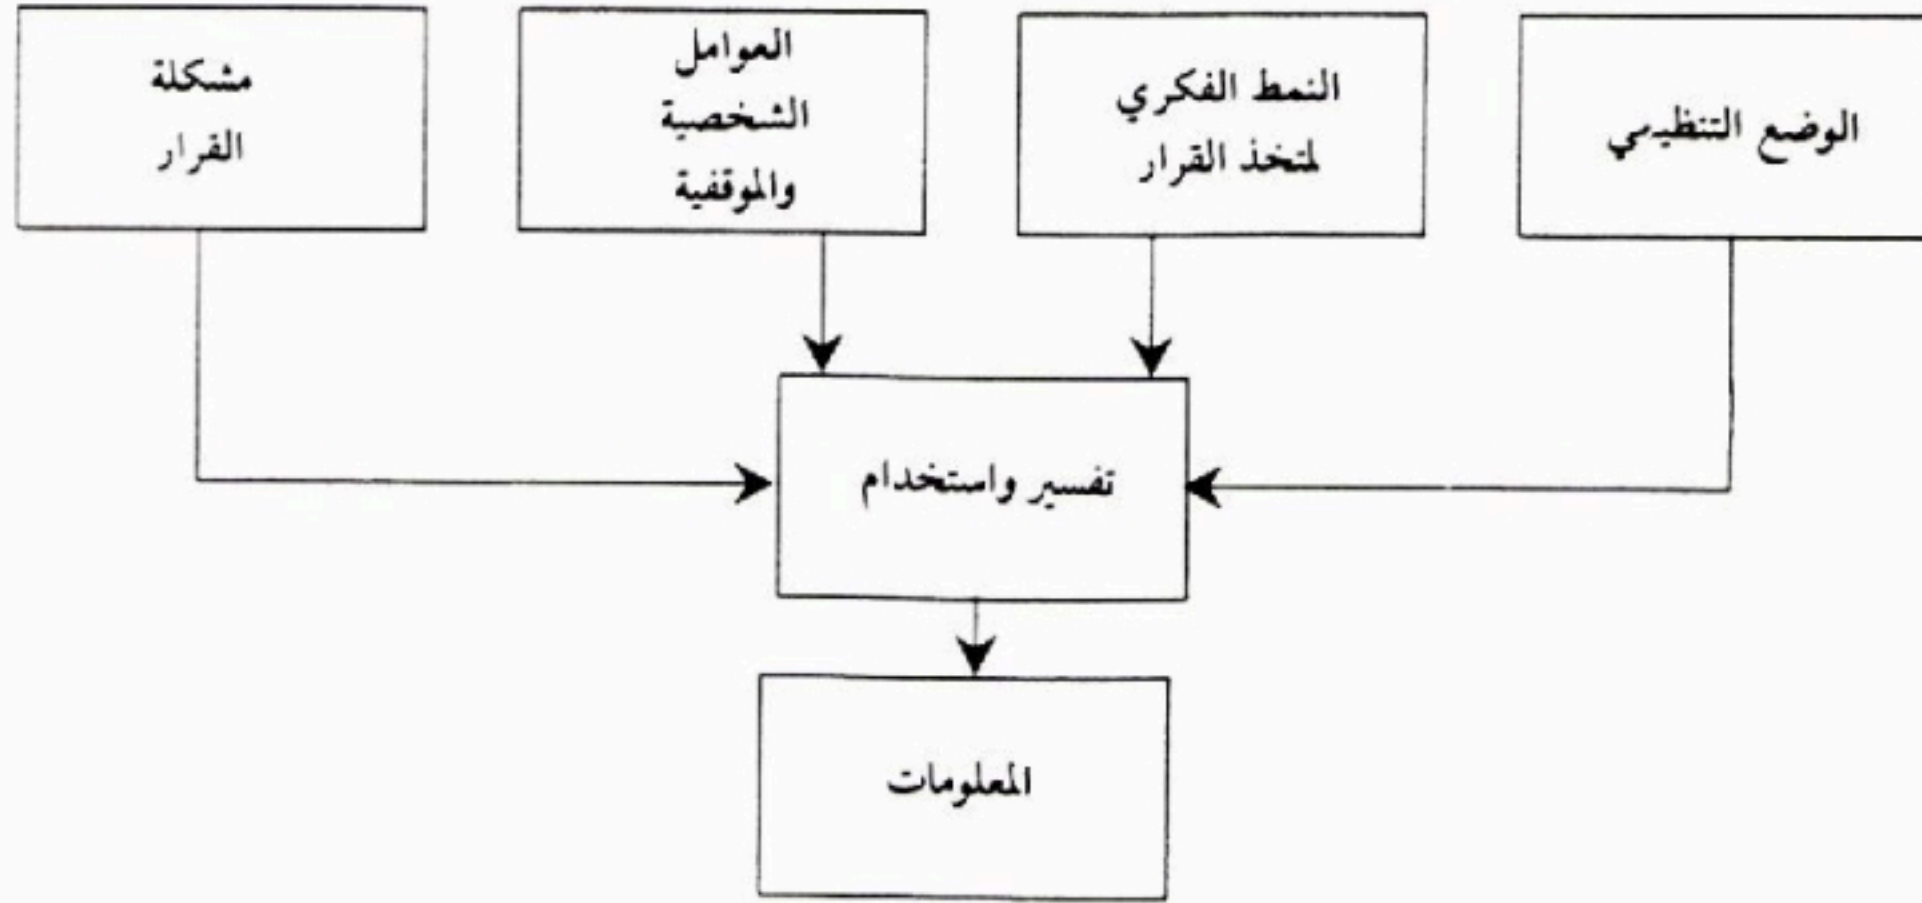 الوضع التنظيمي
النمط الفكري
لمتخذ القرار
العوامل
الشخصية
والموقفية
مشكلة
القرار
تفسير واستخدام
المعلومات